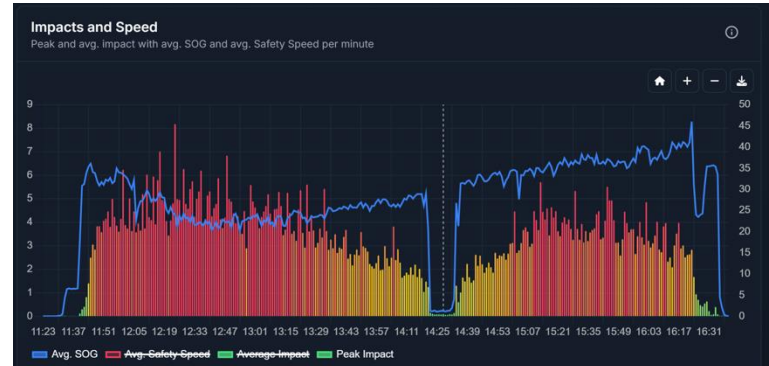 Impacts and Speed
Peak and avg. impact with avg. SOG and avg. Safety Speed per minute
9 50
8 45
7 40
6 35
5 30
4 25
3 20
2 15
1 10
0 5
0
11:23 11:37 11:51 12:05 12:19 12:33 12:47 13:01 13:15 13:29 13:43 13:57 14:11 14:25 14:39 14:53 15:07 15:21 15:35 15:49 16:03 16:17 16:31
Avg. SOG Avg. Safety Speed Average Impact Peak Impact